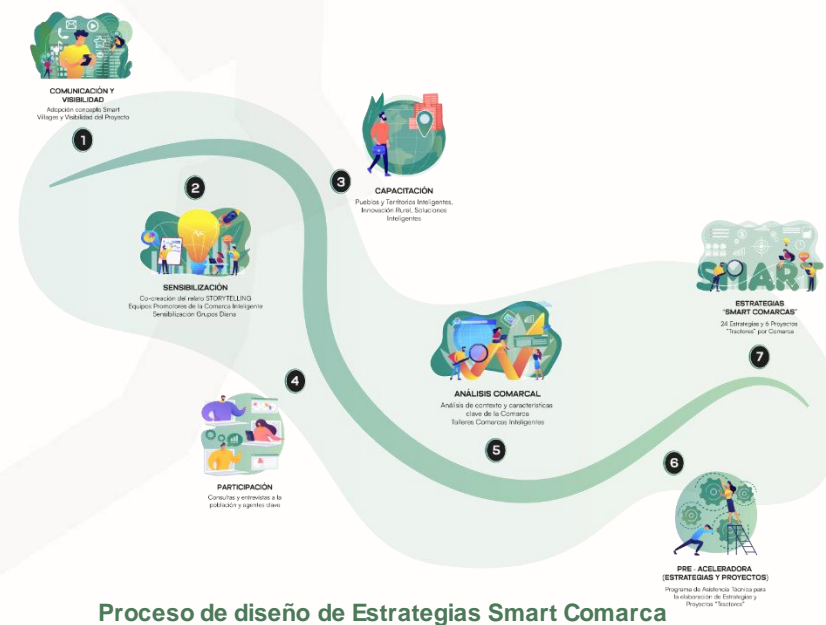 COMUNICACIÓN Y
VISIBILIDAD
Adopción concepto Smart
Villages y Visibilidad del Proyecto
1
2
SENSIBILIZACIÓN
Co-creación del relato STORYTELLING
Equipos Promotores de la Comarca Inteligente
Sensibilización Grupos Diana
3
CAPACITACIÓN
Pueblos y Territorios Inteligentes,
Innovación Rural, Soluciones
Inteligentes
4
PARTICIPACIÓN
Consultas y entrevistas a la
población y agentes clave
ANÁLISIS COMARCAL
Análisis de contexto y características
clave de la Comarca
Talleres Comarcas Inteligentes
5
6
PRE - ACELERADORA
(ESTRATEGIAS Y PROYECTOS)
Programa de Asistencia Técnica para
la elaboración de Estrategias y
Proyectos "Tractores"
SMART
ESTRATEGIAS
"SMART COMARCAS"
24 Estrategias y 6 Proyectos
"Tractores" por Comarca
7
Proceso de diseño de Estrategias Smart Comarca